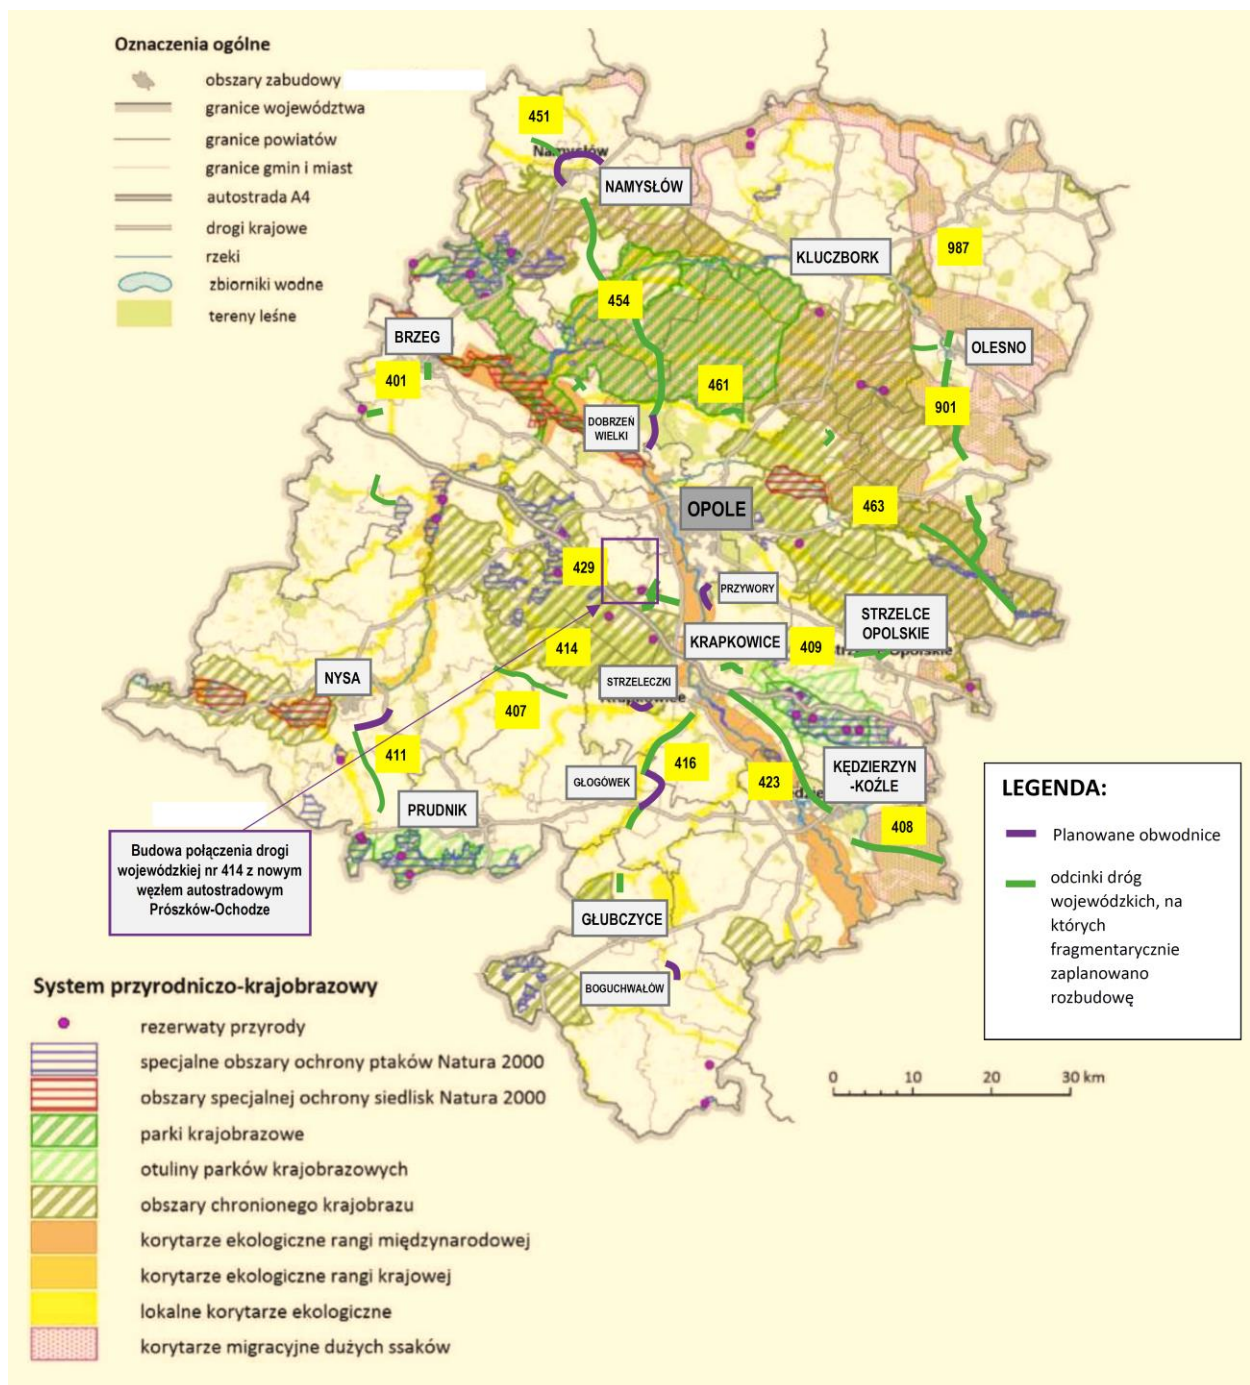 Oznaczenia ogólne
obszary zabudowy
granice województwa
granice powiatów
granice gmin i miast
autostrada A4
drogi krajowe
rzeki
zbiorniki wodne
tereny leśne
451
Namysłów
NAMYSŁÓW
KLUCZBORK
987
454
BRZEG
OLESNO
401
461
901
DOBRZEŃ
WIELKI
OPOLE
463
429
PRZYWORY
STRZELCE
OPOLSKIE
KRAPKOWICE
409
414
NYSA
STRZELECZKI
Krapkowice
407
411
416
GŁOGÓWEK
423
KĘDZIERZYN
-KOŹLE
PRUDNIK
408
Budowa połączenia drogi
wojewódzkiej nr 414 z nowym
węzłem autostradowym
Prószków-Ochodze
GŁUBCZYCE
BOGUCHWAŁÓW
LEGENDA:
Planowane obwodnice
odcinki dróg
wojewódzkich, na
których
fragmentarycznie
zaplanowano
rozbudowę
0 10 20 30 km
System przyrodniczo-krajobrazowy
rezerwaty przyrody
specjalne obszary ochrony ptaków Natura 2000
obszary specjalnej ochrony siedlisk Natura 2000
parki krajobrazowe
otuliny parków krajobrazowych
obszary chronionego krajobrazu
korytarze ekologiczne rangi międzynarodowej
korytarze ekologiczne rangi krajowej
lokalne korytarze ekologiczne
korytarze migracyjne dużych ssaków